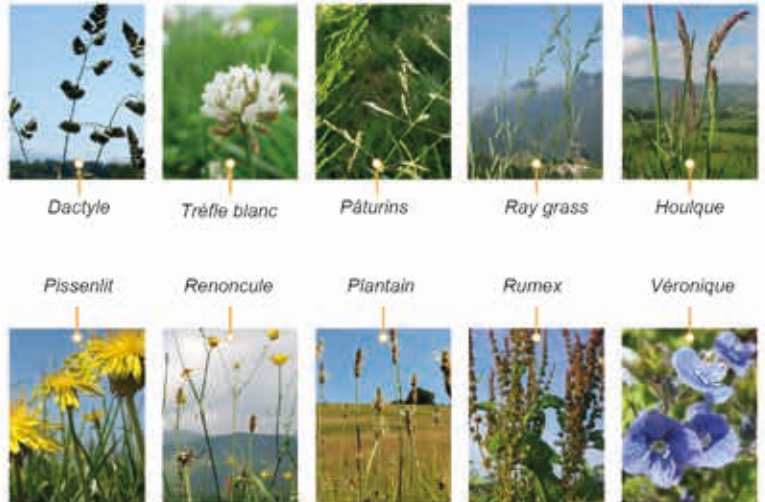 Dactyle Trèfle blanc Pâturins Ray grass Houlque
Pissenlit Renoncule Plantain Rumex Véronique